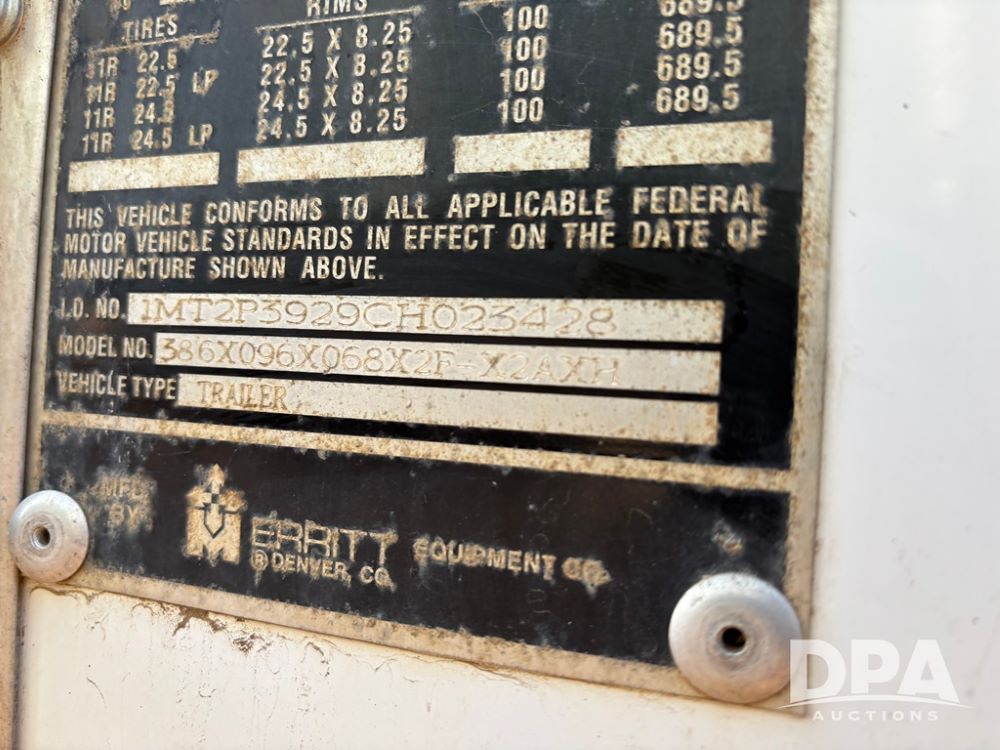 TIRES RIMS 689.5
11R 22.5 22.5 X 8.25 100 689.5
11R 22.5 LP 22.5 X 8.25 100 689.5
11R 24.5 24.5 X 8.25 100 689.5
11R 24.5 LP 24.5 X 8.25 100 689.5
THIS VEHICLE CONFORMS TO ALL APPLICABLE FEDERAL
MOTOR VEHICLE STANDARDS IN EFFECT ON THE DATE OF
MANUFACTURE SHOWN ABOVE.
I.D. NO. 1MT2P3929CH023428
MODEL NO. 386X096X068X2F-X2AXH
VEHICLE TYPE TRAILER
MFD. BY MERRITT EQUIPMENT CO.
® DENVER, CO.
DPA
AUCTIONS